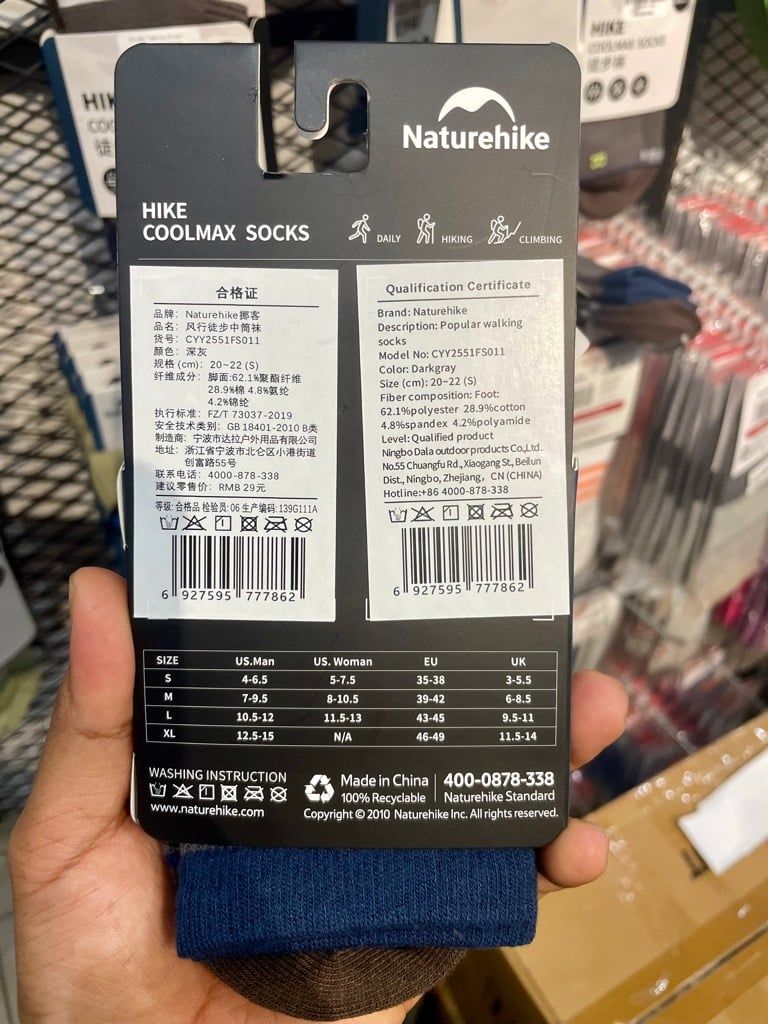 Naturehike
HIKE
COOLMAX SOCKS
DAILY
HIKING
CLIMBING
合格证
品牌: Naturehike挪客
品名: 风行徒步中筒袜
货号: CYY2551FS011
颜色: 深灰
规格 (cm): 20~22 (S)
纤维成分: 脚面:62.1%聚酯纤维
28.9%棉 4.8%氨纶
4.2%锦纶
执行标准: FZ/T 73037-2019
安全技术类别: GB 18401-2010 B类
制造商: 宁波市达拉户外用品有限公司
地址: 浙江省宁波市北仑区小港街道
创富路55号
联系电话: 4000-878-338
建议零售价: RMB 29元
等级: 合格品 检验员: 06 生产编码: 139G111A
6 927595 777862
Qualification Certificate
Brand: Naturehike
Description: Popular walking
socks
Model No: CYY2551FS011
Color: Darkgray
Size (cm): 20~22 (S)
Fiber composition: Foot:
62.1%polyester 28.9%cotton
4.8%spandex 4.2%polyamide
Level: Qualified product
Ningbo Dala outdoor products Co.,Ltd.
No.55 Chuangfu Rd., Xiaogang St., Beilun
Dist., Ningbo, Zhejiang, CN (CHINA)
Hotline:+86 4000-878-338
6 927595 777862
SIZE US.Man US. Woman EU UK
S 4-6.5 5-7.5 35-38 3-5.5
M 7-9.5 8-10.5 39-42 6-8.5
L 10.5-12 11.5-13 43-45 9.5-11
XL 12.5-15 N/A 46-49 11.5-14
WASHING INSTRUCTION
www.naturehike.com
Made in China
100% Recyclable
400-0878-338
Naturehike Standard
Copyright © 2010 Naturehike Inc. All rights reserved.
HIKE
COOLMAX SOCKS
徒步袜